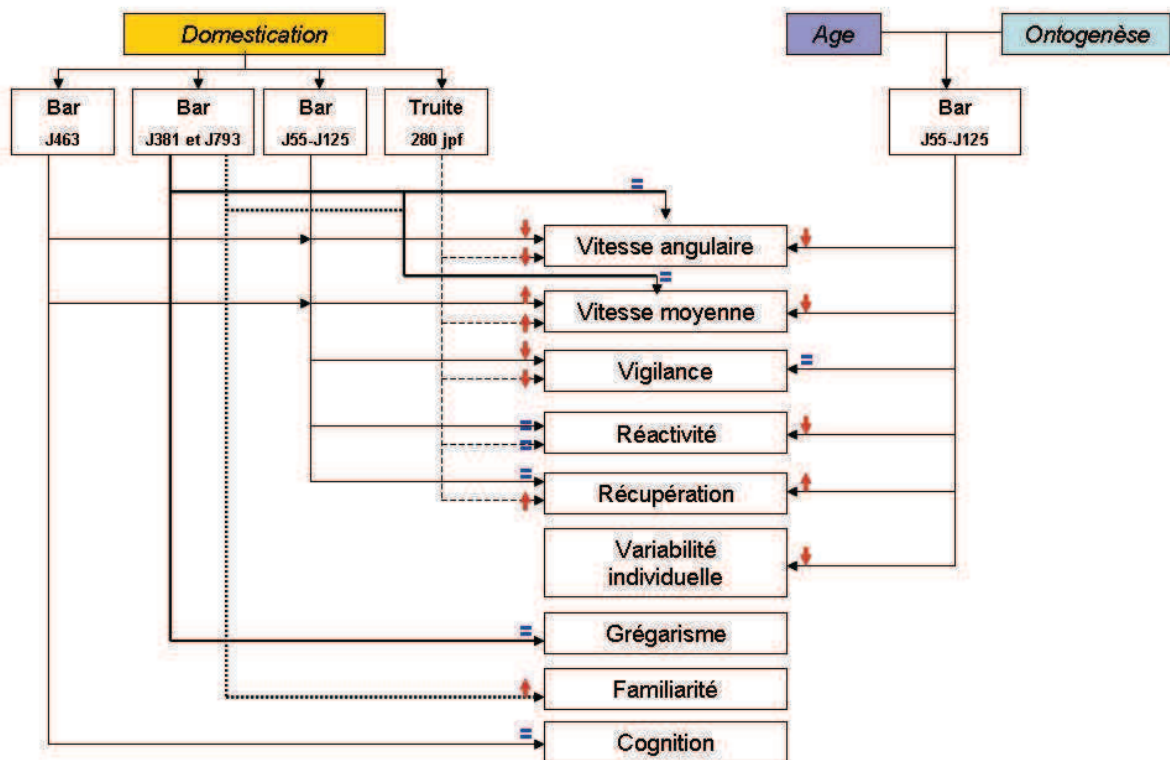 Domestication
Age
Ontogenèse
Bar
J463
Bar
J381 et J793
Bar
J55-J125
Truite
280 jpf
Bar
J55-J125
=
Vitesse angulaire
=
Vitesse moyenne
Vigilance
=
=
=
Réactivité
=
Récupération
Variabilité
individuelle
=
Grégarisme
Familiarité
=
Cognition